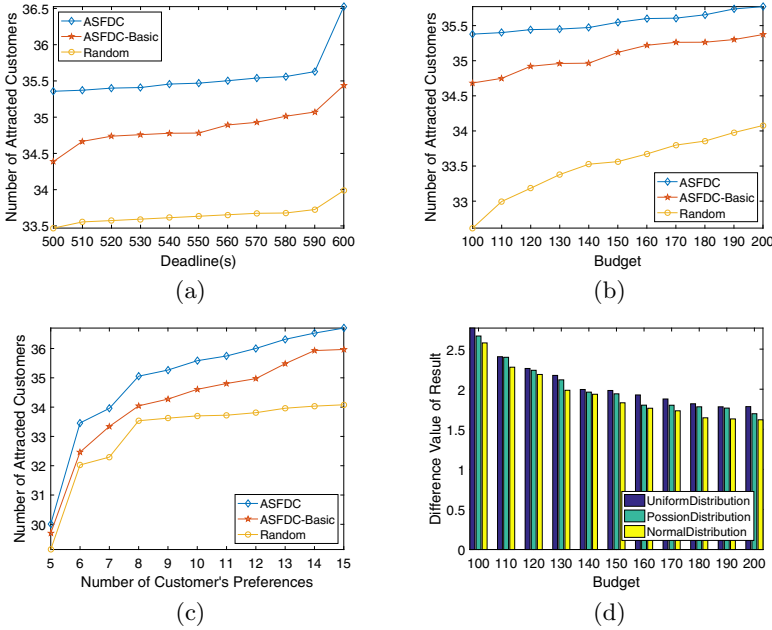 36.5
36
35.5
35
34.5
34
33.5
Number of Attracted Customers
ASFDC
ASFDC-Basic
Random
500 510 520 530 540 550 560 570 580 590 600
Deadline(s)
(a)
35.5
35
34.5
34
33.5
33
Number of Attracted Customers
ASFDC
ASFDC-Basic
Random
100 110 120 130 140 150 160 170 180 190 200
Budget
(b)
36
35
34
33
32
30
Number of Attracted Customers
ASFDC
ASFDC-Basic
Random
5 6 7 8 9 10 11 12 13 14 15
Number of Customer's Preferences
(c)
2.5
2
1.5
1
0.5
0
Difference Value of Result
UniformDistribution
PossionDistribution
NormalDistribution
100 110 120 130 140 150 160 170 180 190 200
Budget
(d)